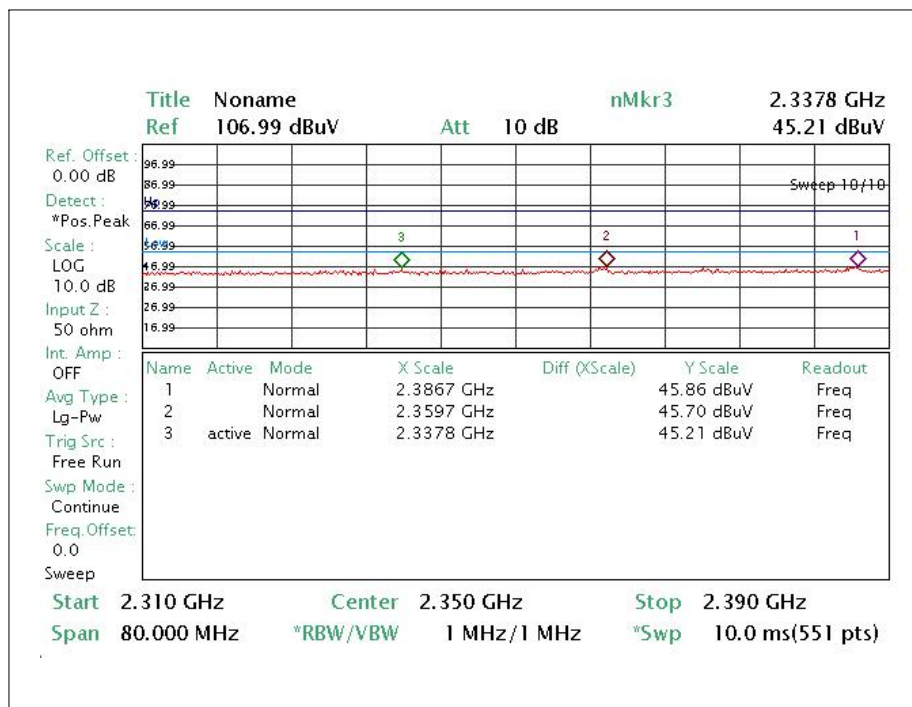 Title Noname nMkr3 2.3378 GHz
Ref 106.99 dBuV Att 10 dB 45.21 dBuV
Ref. Offset :
0.00 dB
Detect :
*Pos.Peak
Scale :
LOG
10.0 dB
Input Z :
50 ohm
Int. Amp :
OFF
Avg Type :
Lg-Pw
Trig Src :
Free Run
Swp Mode :
Continue
Freq.Offset:
0.0
Sweep
96.99
86.99
Sweep 10/10
76.99
66.99
56.99
46.99
36.99
26.99
16.99
3 2 1
Name Active Mode X Scale Diff (XScale) Y Scale Readout
1 Normal 2.3867 GHz 45.86 dBuV Freq
2 Normal 2.3597 GHz 45.70 dBuV Freq
3 active Normal 2.3378 GHz 45.21 dBuV Freq
Start 2.310 GHz Center 2.350 GHz Stop 2.390 GHz
Span 80.000 MHz *RBW/VBW 1 MHz/1 MHz *Swp 10.0 ms(551 pts)